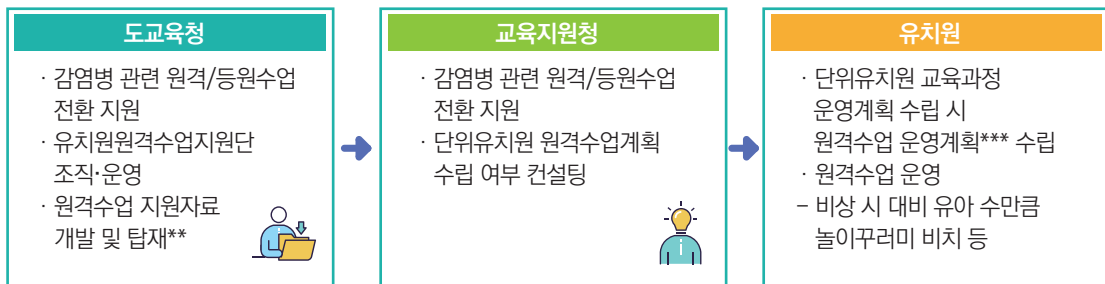 도교육청
· 감염병 관련 원격/등원수업
전환 지원
· 유치원원격수업지원단
조직·운영
· 원격수업 지원자료
개발 및 탑재**
교육지원청
· 감염병 관련 원격/등원수업
전환 지원
· 단위유치원 원격수업계획
수립 여부 컨설팅
유치원
· 단위유치원 교육과정
운영계획 수립 시
원격수업 운영계획*** 수립
· 원격수업 운영
- 비상 시 대비 유아 수만큼
놀이꾸러미 비치 등